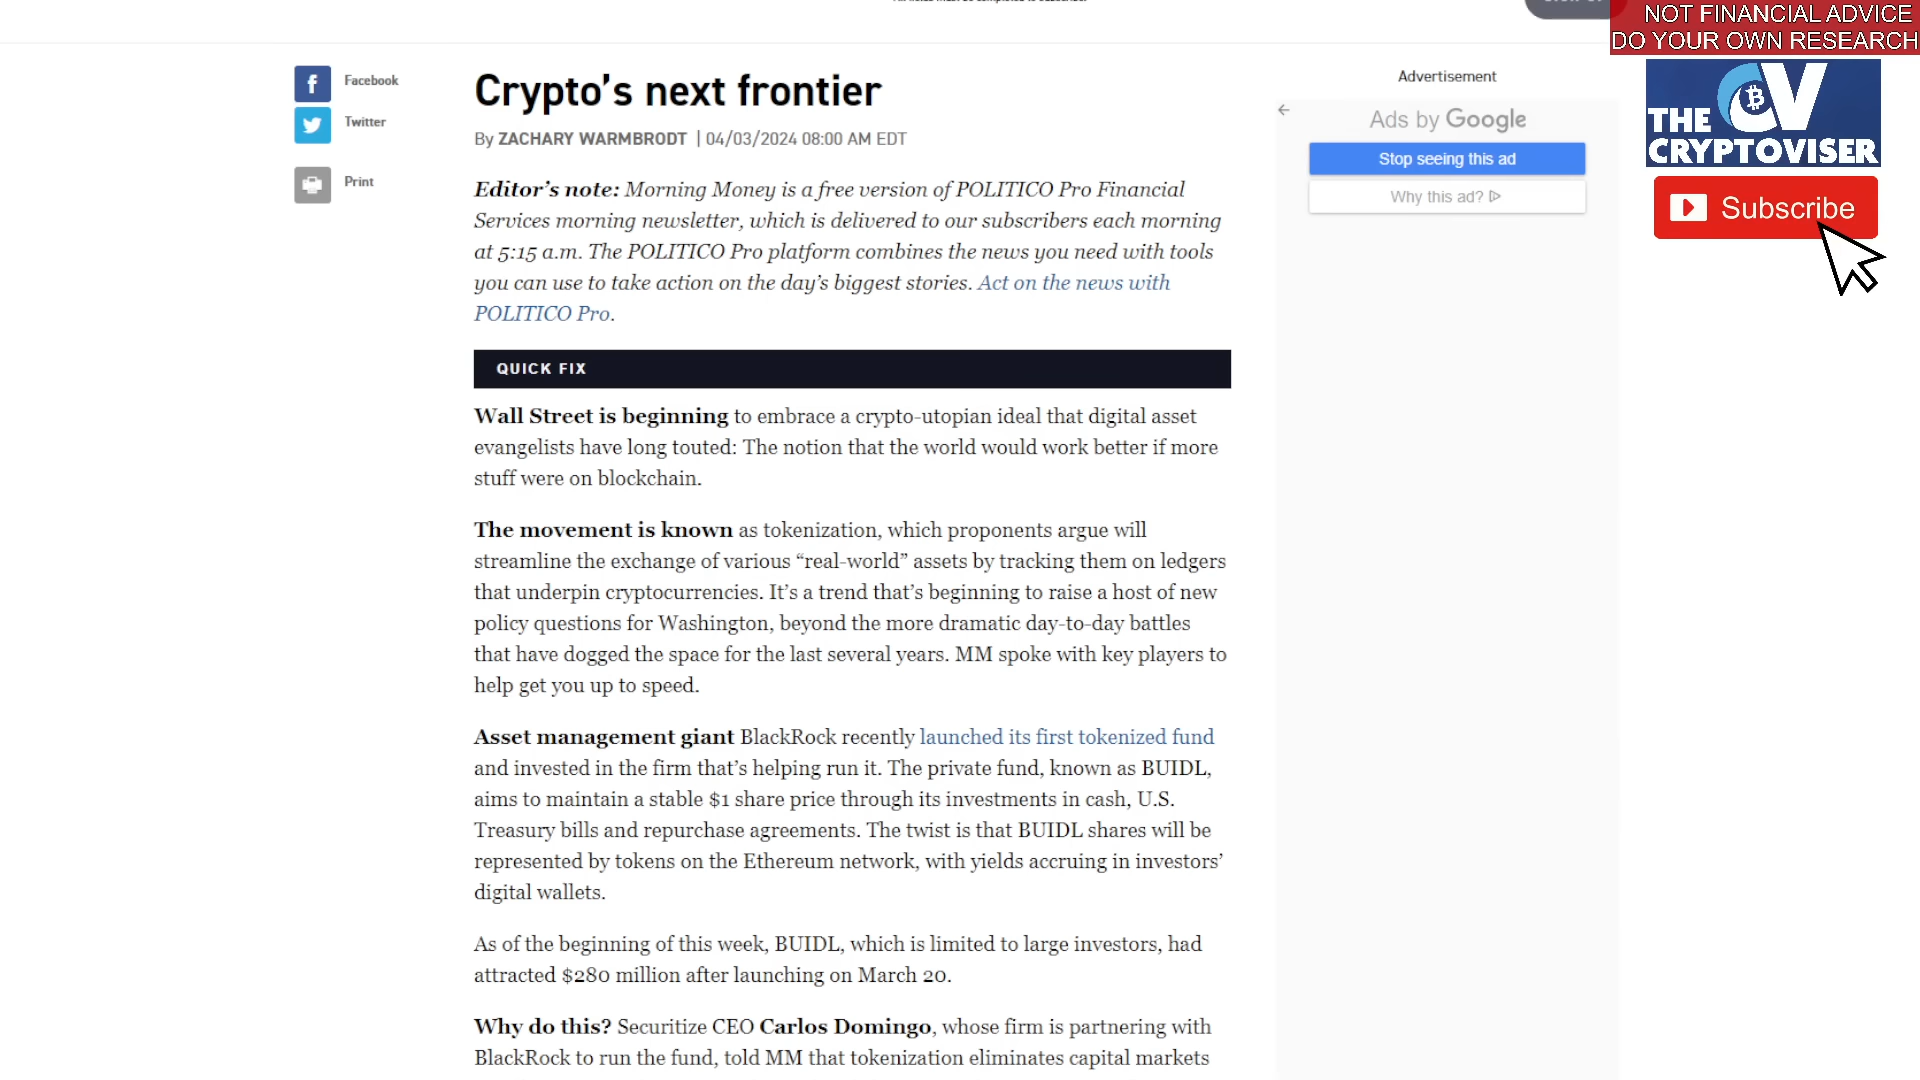 NOT FINANCIAL ADVICE
DO YOUR OWN RESEARCH
THE CV
CRYPTOVISER
Subscribe
Facebook
Twitter
Print
Crypto’s next frontier
By ZACHARY WARMBRODT | 04/03/2024 08:00 AM EDT
Editor’s note: Morning Money is a free version of POLITICO Pro Financial
Services morning newsletter, which is delivered to our subscribers each morning
at 5:15 a.m. The POLITICO Pro platform combines the news you need with tools
you can use to take action on the day’s biggest stories. Act on the news with
POLITICO Pro.
QUICK FIX
Wall Street is beginning to embrace a crypto-utopian ideal that digital asset
evangelists have long touted: The notion that the world would work better if more
stuff were on blockchain.
The movement is known as tokenization, which proponents argue will
streamline the exchange of various “real-world” assets by tracking them on ledgers
that underpin cryptocurrencies. It’s a trend that’s beginning to raise a host of new
policy questions for Washington, beyond the more dramatic day-to-day battles
that have dogged the space for the last several years. MM spoke with key players to
help get you up to speed.
Asset management giant BlackRock recently launched its first tokenized fund
and invested in the firm that’s helping run it. The private fund, known as BUIDL,
aims to maintain a stable $1 share price through its investments in cash, U.S.
Treasury bills and repurchase agreements. The twist is that BUIDL shares will be
represented by tokens on the Ethereum network, with yields accruing in investors’
digital wallets.
As of the beginning of this week, BUIDL, which is limited to large investors, had
attracted $280 million after launching on March 20.
Why do this? Securitize CEO Carlos Domingo, whose firm is partnering with
BlackRock to run the fund, told MM that tokenization eliminates capital markets
Advertisement
Ads by Google
Stop seeing this ad
Why this ad?